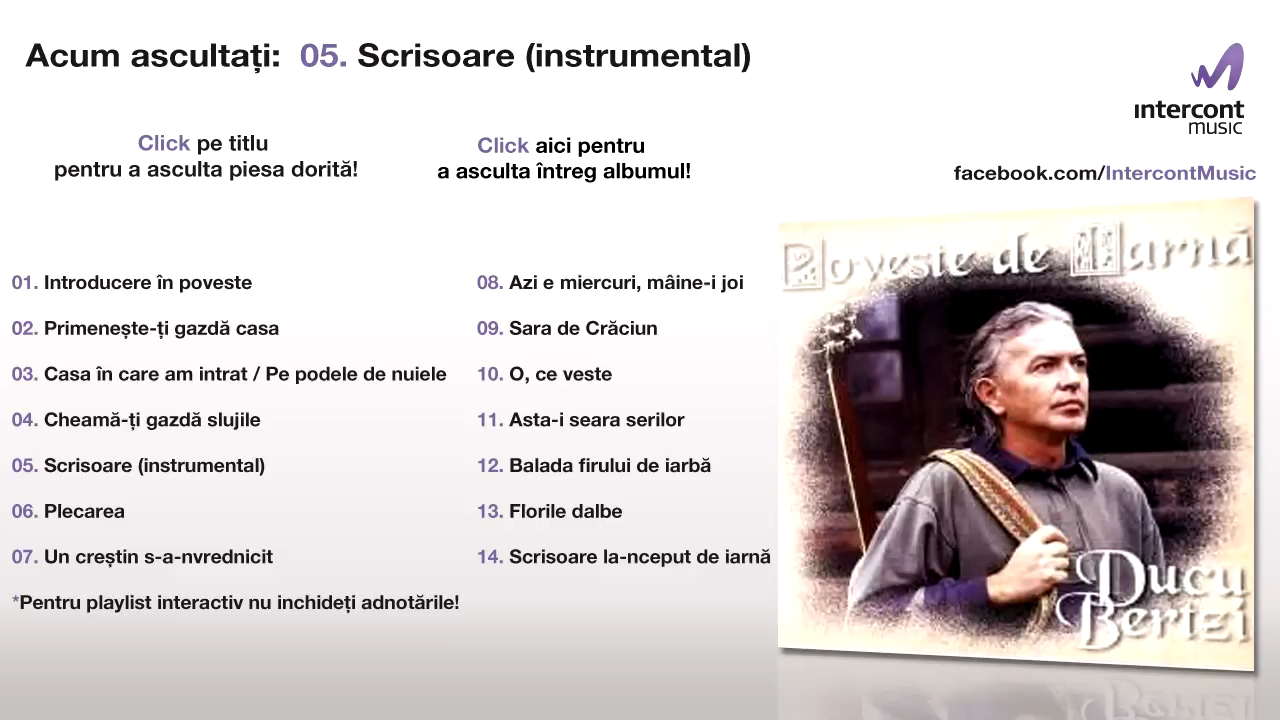 Acum ascultați: 05. Scrisoare (instrumental)
intercont
music
Click pe titlu
pentru a asculta piesa dorită!
Click aici pentru
a asculta întreg albumul!
facebook.com/IntercontMusic
01. Introducere în poveste
02. Primenește-ți gazdă casa
03. Casa în care am intrat / Pe podele de nuiele
04. Cheamă-ți gazdă slujile
05. Scrisoare (instrumental)
06. Plecarea
07. Un creștin s-a-nvrednicit
*Pentru playlist interactiv nu inchideți adnotările!
08. Azi e miercuri, mâine-i joi
09. Sara de Crăciun
10. O, ce veste
11. Asta-i seara serilor
12. Balada firului de iarbă
13. Florile dalbe
14. Scrisoare la-nceput de iarnă
Poveste de Iarnă
Ducu
Bertzi